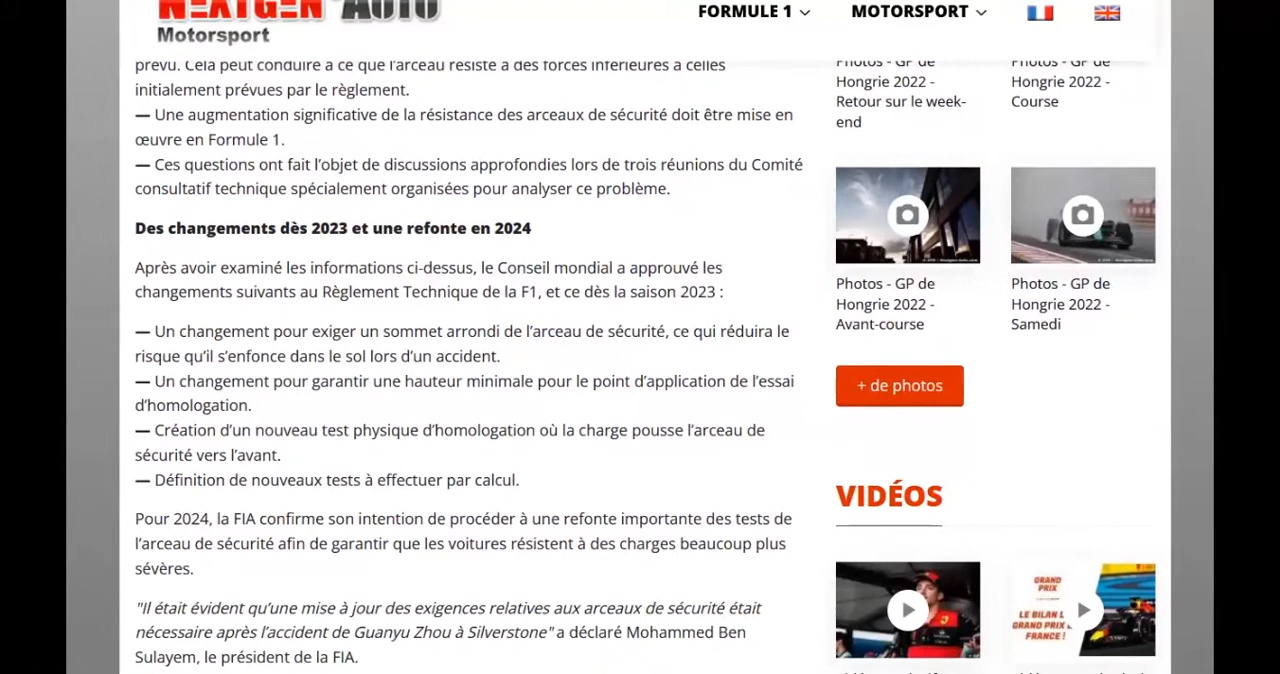 NEXTGEN AUTO
Motorsport
FORMULE 1
MOTORSPORT
prévu. Cela peut conduire à ce que l'arceau résiste à des forces inférieures à celles
initialement prévues par le règlement.
— Une augmentation significative de la résistance des arceaux de sécurité doit être mise en
œuvre en Formule 1.
— Ces questions ont fait l'objet de discussions approfondies lors de trois réunions du Comité
consultatif technique spécialement organisées pour analyser ce problème.
Des changements dès 2023 et une refonte en 2024
Après avoir examiné les informations ci-dessus, le Conseil mondial a approuvé les
changements suivants au Règlement Technique de la F1, et ce dès la saison 2023 :
— Un changement pour exiger un sommet arrondi de l'arceau de sécurité, ce qui réduira le
risque qu'il s'enfonce dans le sol lors d'un accident.
— Un changement pour garantir une hauteur minimale pour le point d'application de l'essai
d'homologation.
— Création d'un nouveau test physique d'homologation où la charge pousse l'arceau de
sécurité vers l'avant.
— Définition de nouveaux tests à effectuer par calcul.
Pour 2024, la FIA confirme son intention de procéder à une refonte importante des tests de
l'arceau de sécurité afin de garantir que les voitures résistent à des charges beaucoup plus
sévères.
"Il était évident qu'une mise à jour des exigences relatives aux arceaux de sécurité était
nécessaire après l'accident de Guanyu Zhou à Silverstone" a déclaré Mohammed Ben
Sulayem, le président de la FIA.
Photos - GP de
Hongrie 2022 -
Retour sur le week-
end
Photos - GP de
Hongrie 2022 -
Course
Photos - GP de
Hongrie 2022 -
Avant-course
Photos - GP de
Hongrie 2022 -
Samedi
+ de photos
VIDÉOS
GRAND
PRIX
LE BILAN
GRAND PRIX
FRANCE !